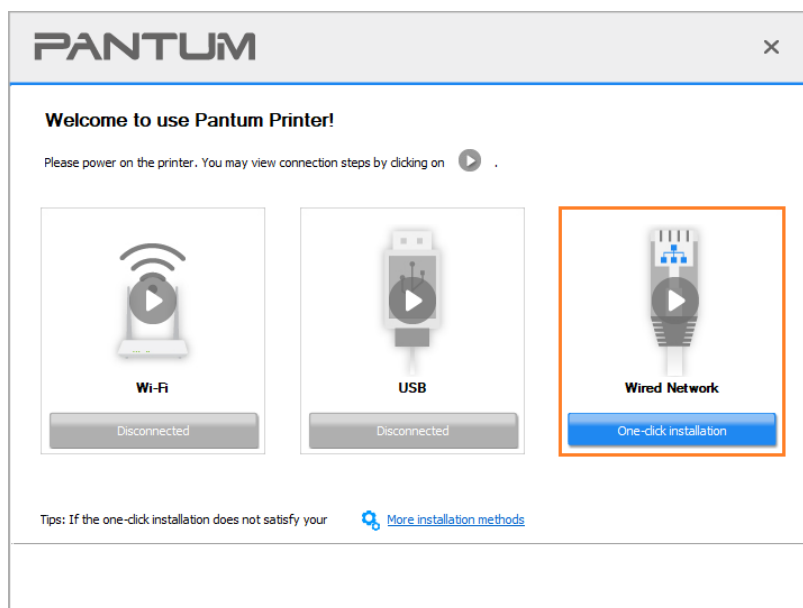 PANTUM
Welcome to use Pantum Printer!
Please power on the printer. You may view connection steps by clicking on .
Wi-Fi
USB
Wired Network
Disconnected
Disconnected
One-click installation
Tips: If the one-click installation does not satisfy your More installation methods